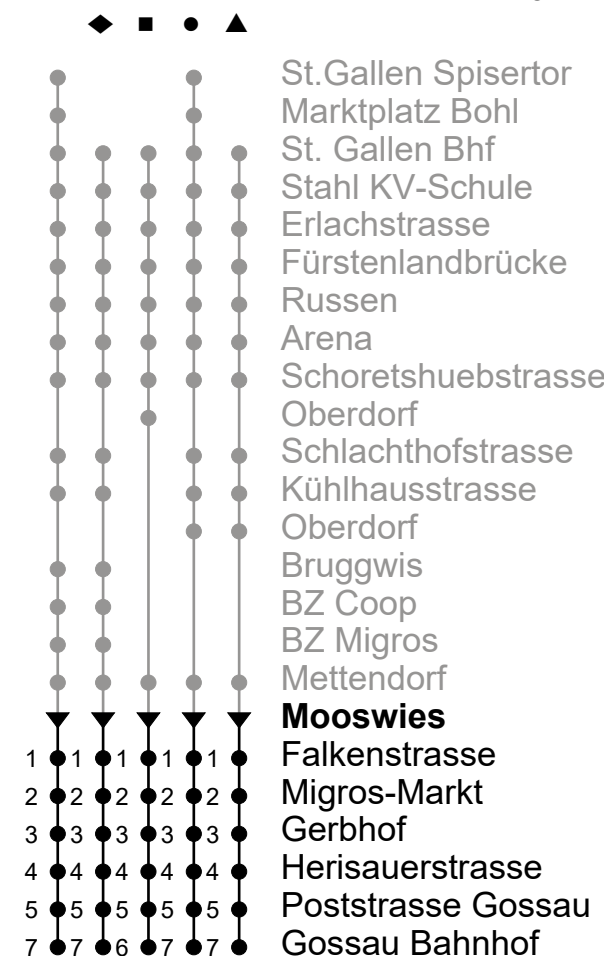 St.Gallen Spisertor
Marktplatz Bohl
St. Gallen Bhf
Stahl KV-Schule
Erlachstrasse
Fürstenlandbrücke
Russen
Arena
Schoretshuebstrasse
Oberdorf
Schlachthofstrasse
Kühlhausstrasse
Oberdorf
Bruggwis
BZ Coop
BZ Migros
Mettendorf
Mooswies
1 1 1 1 1 Falkenstrasse
2 2 2 2 2 Migros-Markt
3 3 3 3 3 Gerbhof
4 4 4 4 4 Herisauerstrasse
5 5 5 5 5 Poststrasse Gossau
7 7 6 7 7 Gossau Bahnhof